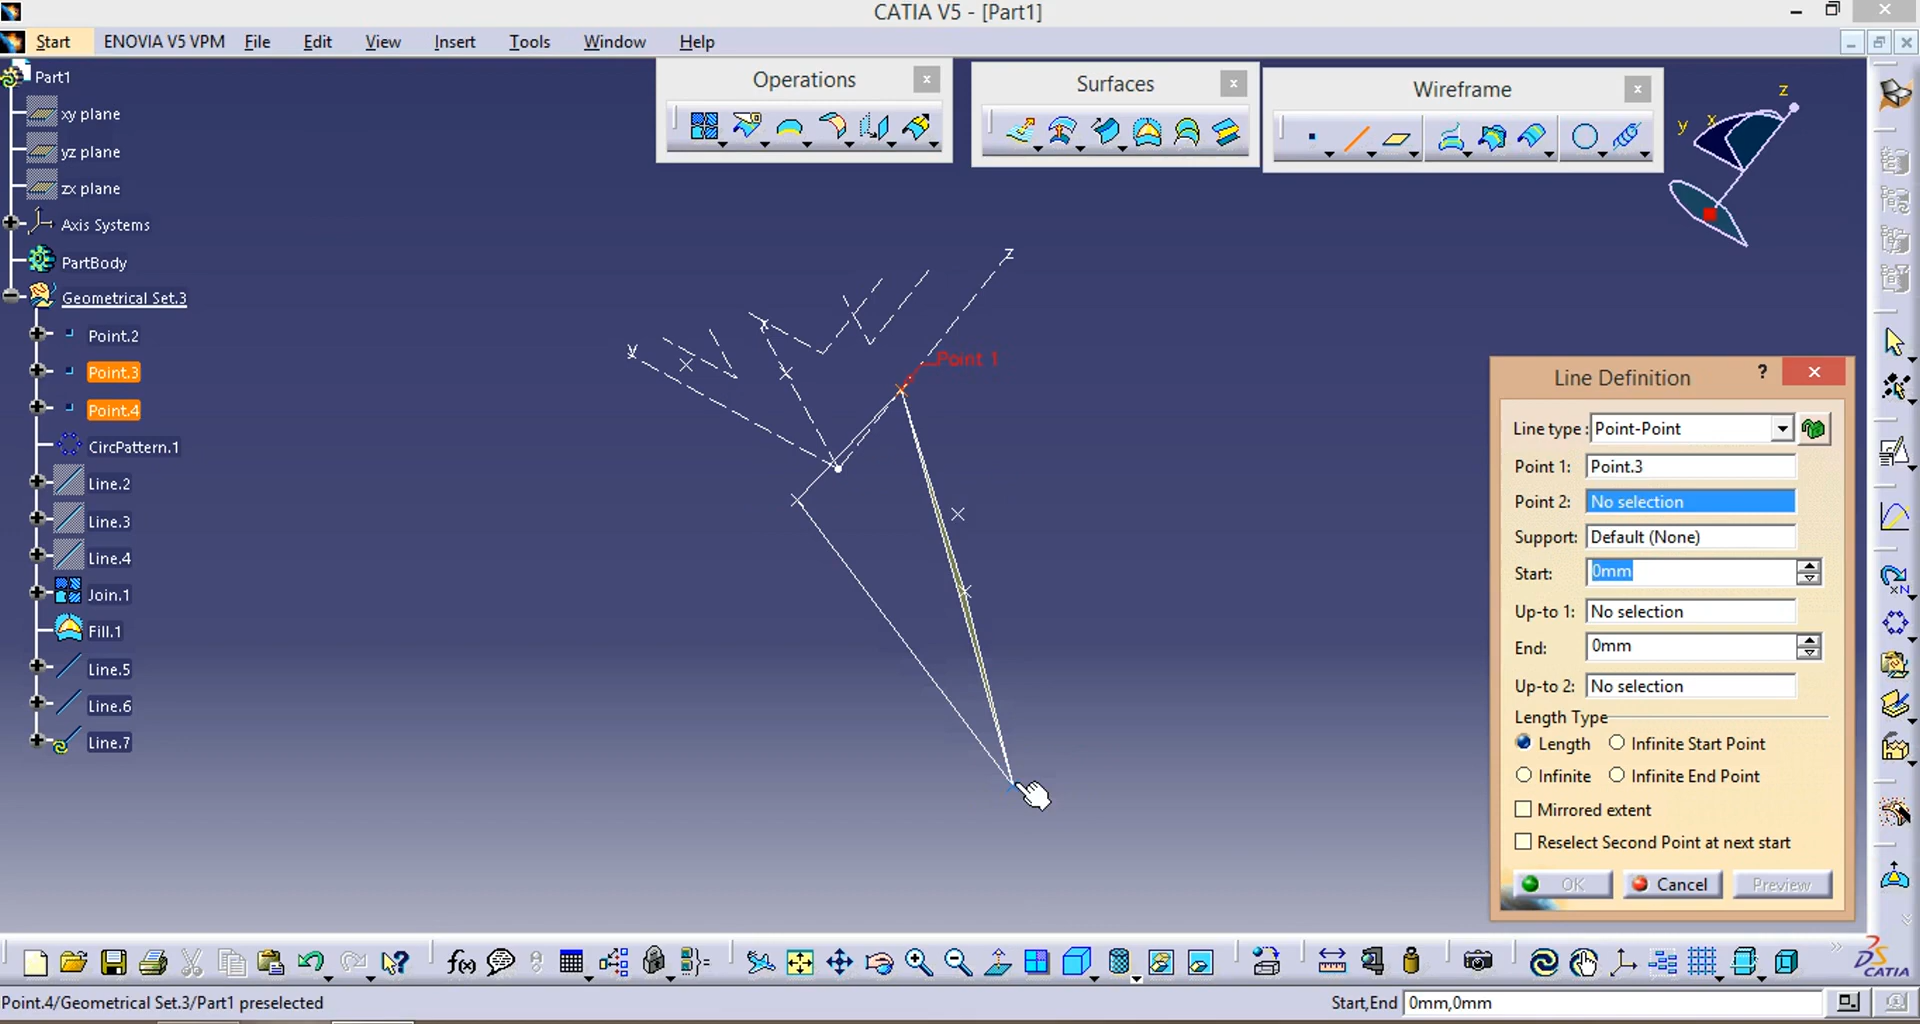 CATIA V5 - [Part1]
Start ENOVIA V5 VPM File Edit View Insert Tools Window Help
Operations x
Surfaces x
Wireframe x
Part1
xy plane
yz plane
zx plane
Axis Systems
PartBody
Geometrical Set.3
Point.2
Point.3
Point.4
CircPattern.1
Line.2
Line.3
Line.4
Join.1
Fill.1
Line.5
Line.6
Line.7
z
y x
z
y x
Point 1
Line Definition ? x
Line type : Point-Point
Point 1: Point.3
Point 2: No selection
Support: Default (None)
Start: 0mm
Up-to 1: No selection
End: 0mm
Up-to 2: No selection
Length Type
Length Infinite Start Point
Infinite Infinite End Point
Mirrored extent
Reselect Second Point at next start
OK Cancel Preview
f(x)
CATIA
Point.4/Geometrical Set.3/Part1 preselected
Start,End 0mm,0mm